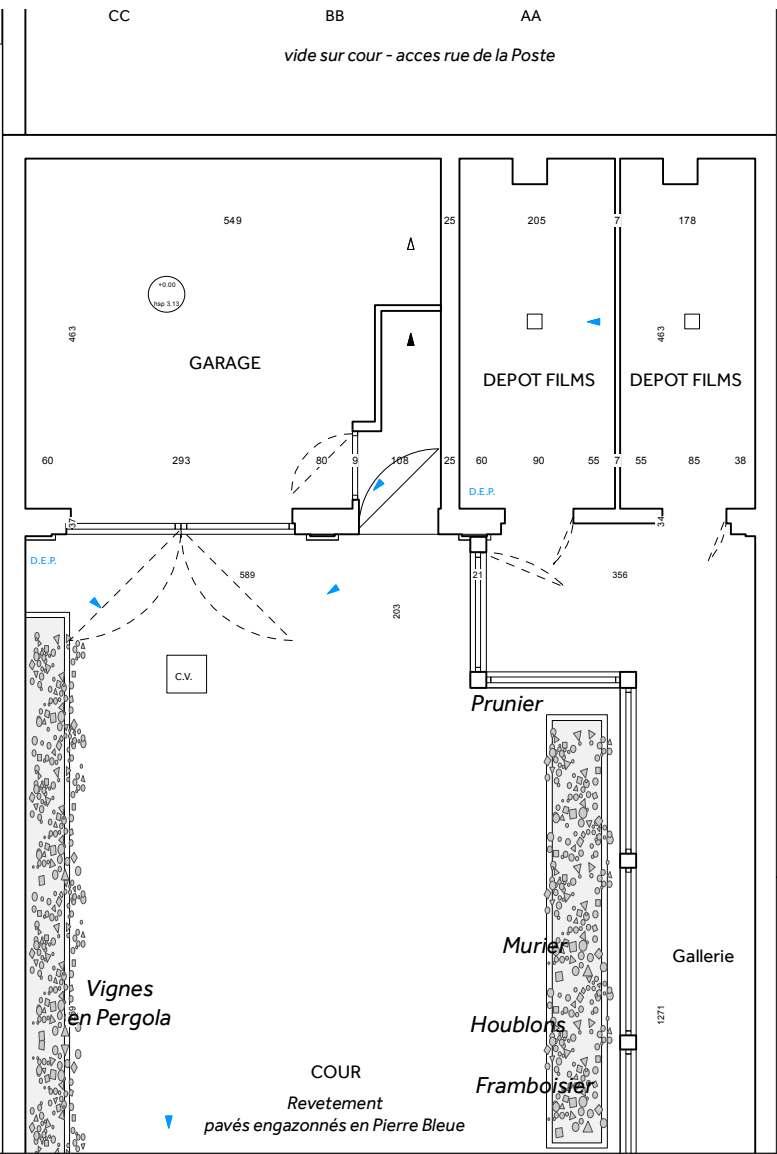 CC BB AA
vide sur cour - acces rue de la Poste
549 25 205 7 178
+0.00
hsp 3.13
463 463
GARAGE
DEPOT FILMS DEPOT FILMS
60 293 80 9 108 25 60 90 55 7 55 85 38
D.E.P.
37 34
D.E.P.
589 21 356
203
C.V.
Prunier
Murier
Gallerie
Vignes
en Pergola
Houblons
1271
COUR
Framboisier
Revetement
pavés engazonnés en Pierre Bleue